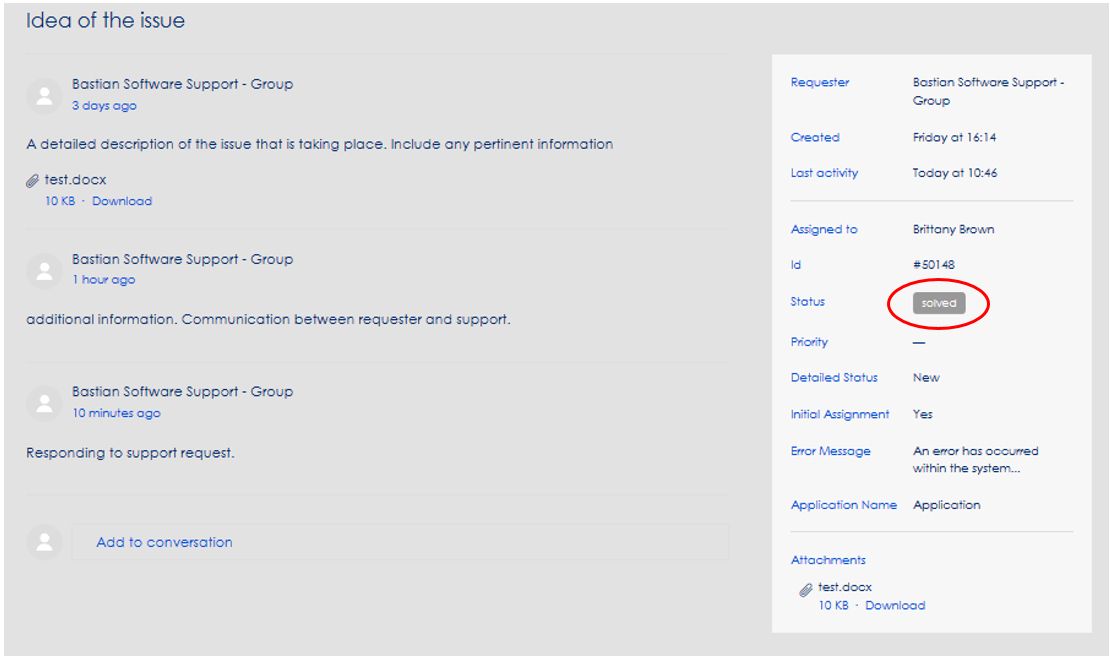 Idea of the issue
Bastian Software Support - Group
3 days ago
A detailed description of the issue that is taking place. Include any pertinent information
test.docx
10 KB · Download
Bastian Software Support - Group
1 hour ago
additional information. Communication between requester and support.
Bastian Software Support - Group
10 minutes ago
Responding to support request.
Add to conversation
Requester Bastian Software Support -
Group
Created Friday at 16:14
Last activity Today at 10:46
Assigned to Brittany Brown
Id #50148
Status solved
Priority —
Detailed Status New
Initial Assignment Yes
Error Message An error has occurred
within the system...
Application Name Application
Attachments
test.docx
10 KB · Download